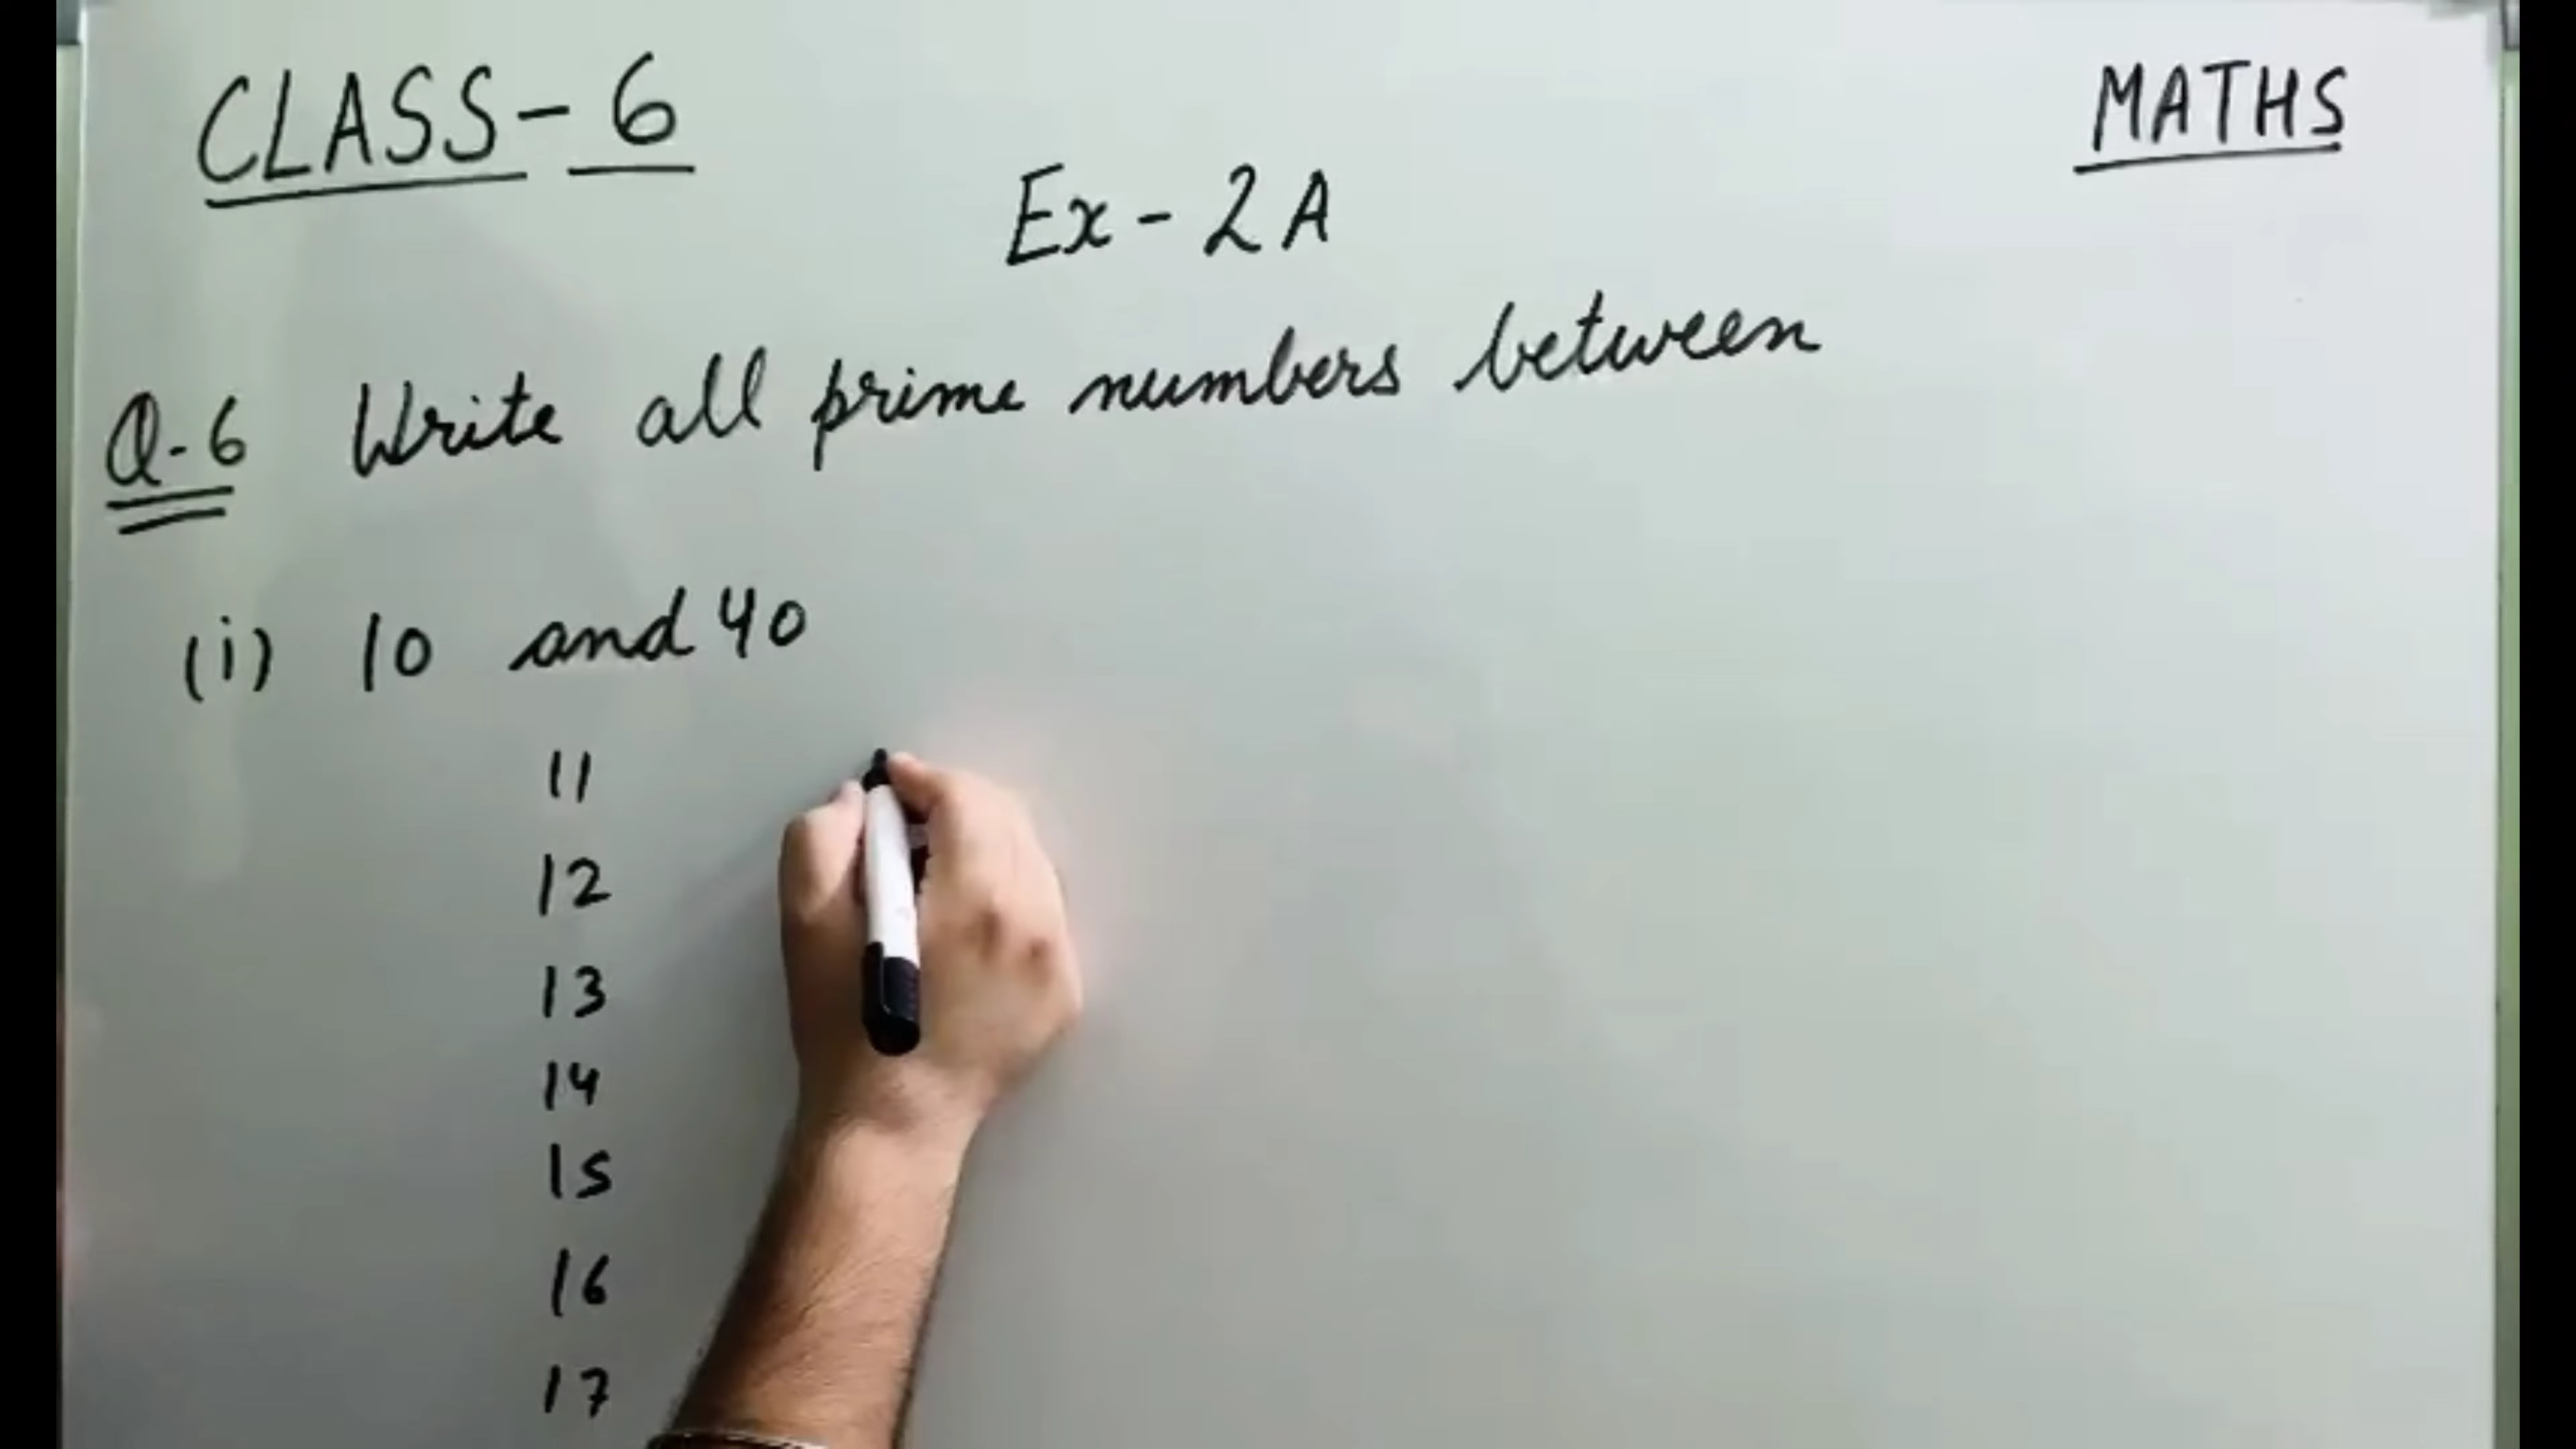 CLASS - 6
MATHS
Ex - 2A
Q-6 Write all prime numbers between
(i) 10 and 40
11
12
13
14
15
16
17